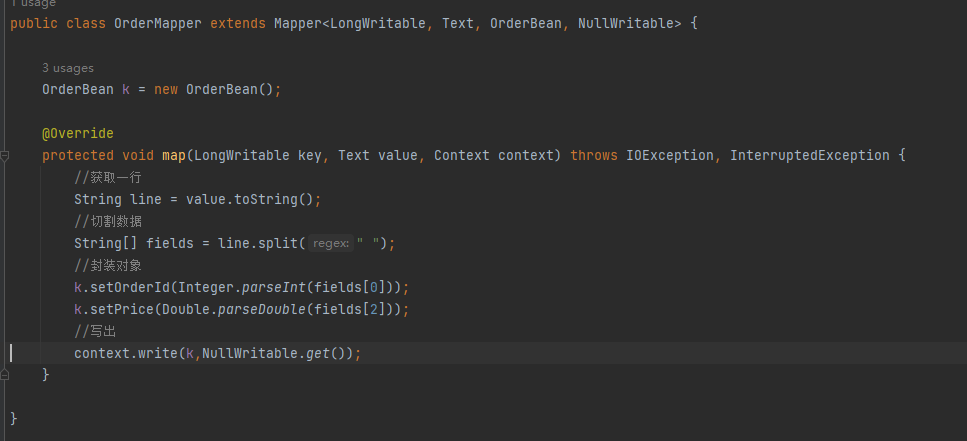 1 usage
public class OrderMapper extends Mapper<LongWritable, Text, OrderBean, NullWritable> {
3 usages
OrderBean k = new OrderBean();
@Override
protected void map(LongWritable key, Text value, Context context) throws IOException, InterruptedException {
//获取一行
String line = value.toString();
//切割数据
String[] fields = line.split( regex: " ");
//封装对象
k.setOrderId(Integer.parseInt(fields[0]));
k.setPrice(Double.parseDouble(fields[2]));
//写出
context.write(k,NullWritable.get());
}
}